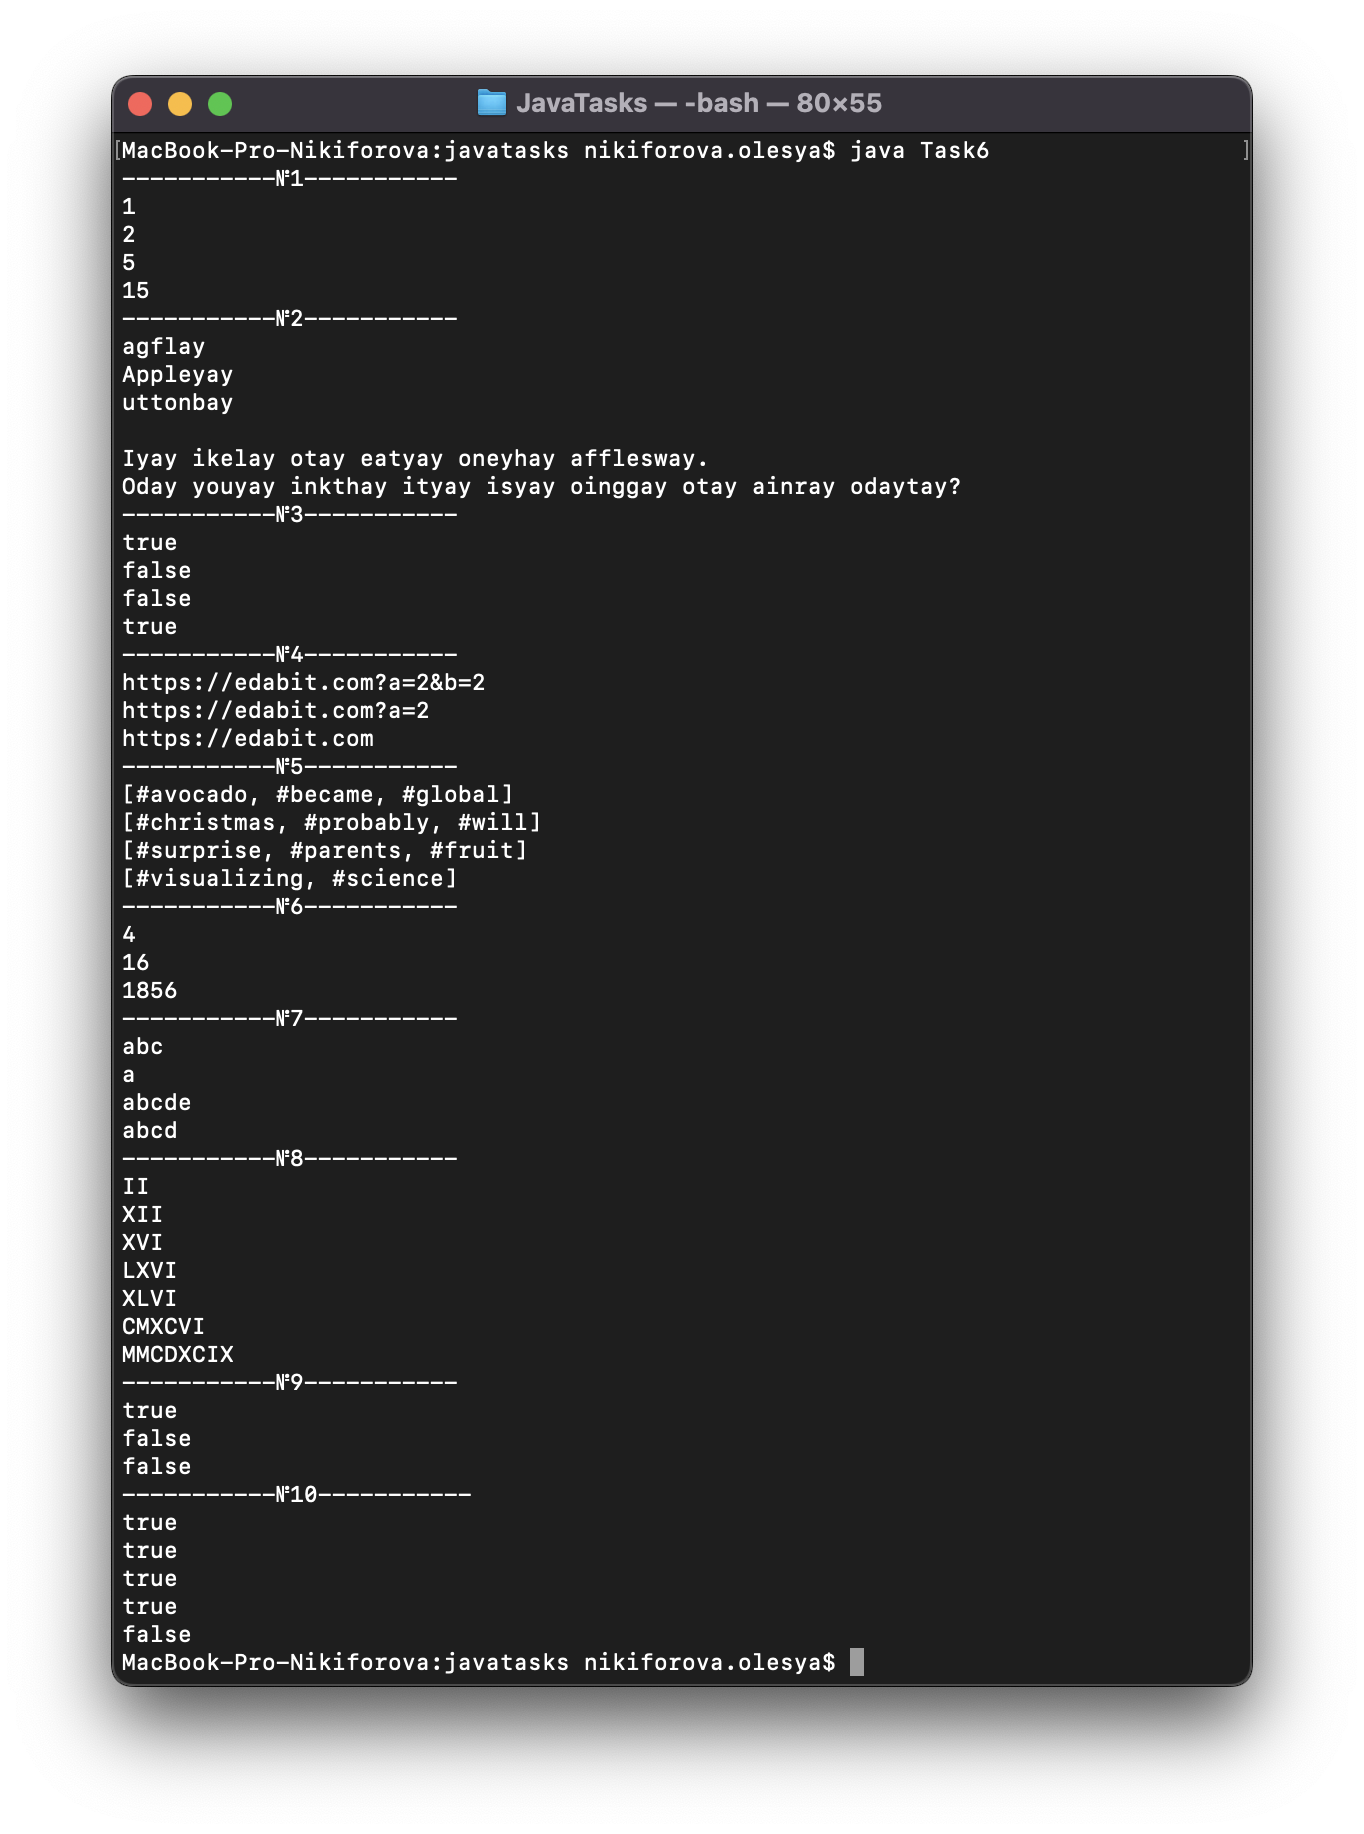 JavaTasks — -bash — 80×55
[MacBook-Pro-Nikiforova:javatasks nikiforova.olesya$ java Task6 ]
-----------№1-----------
1
2
5
15
-----------№2-----------
agflay
Appleyay
uttonbay

Iyay ikelay otay eatyay oneyhay afflesway.
Oday youyay inkthay ityay isyay oinggay otay ainray odaytay?
-----------№3-----------
true
false
false
true
-----------№4-----------
https://edabit.com?a=2&b=2
https://edabit.com?a=2
https://edabit.com
-----------№5-----------
[#avocado, #became, #global]
[#christmas, #probably, #will]
[#surprise, #parents, #fruit]
[#visualizing, #science]
-----------№6-----------
4
16
1856
-----------№7-----------
abc
a
abcde
abcd
-----------№8-----------
II
XII
XVI
LXVI
XLVI
CMXCVI
MMCDXCIX
-----------№9-----------
true
false
false
-----------№10-----------
true
true
true
true
false
MacBook-Pro-Nikiforova:javatasks nikiforova.olesya$